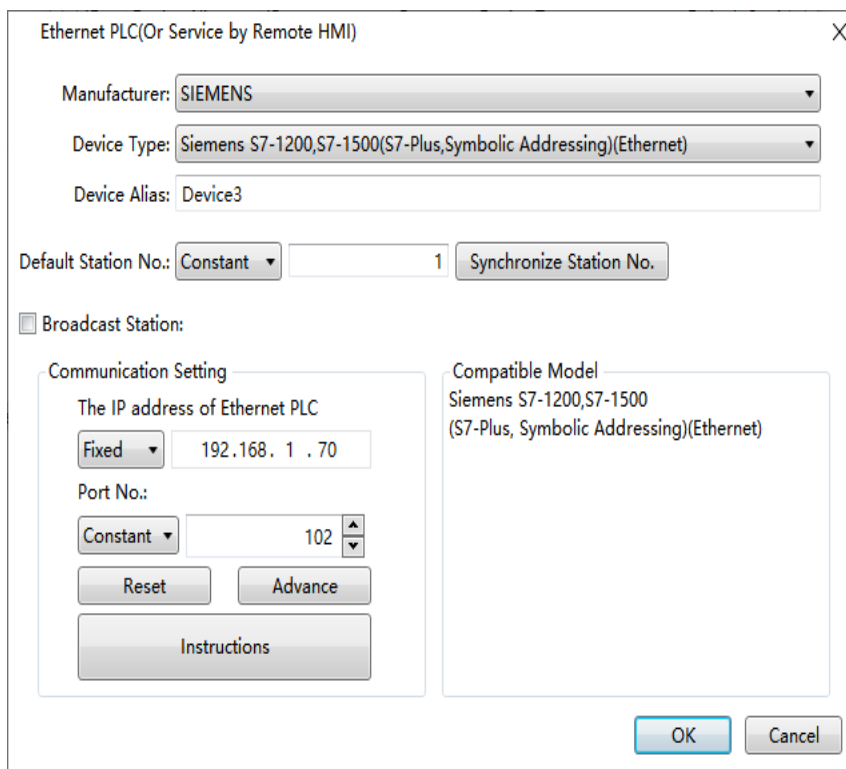 Ethernet PLC(Or Service by Remote HMI)
Manufacturer: SIEMENS
Device Type: Siemens S7-1200,S7-1500(S7-Plus,Symbolic Addressing)(Ethernet)
Device Alias: Device3
Default Station No.: Constant 1 Synchronize Station No.
Broadcast Station:
Communication Setting
The IP address of Ethernet PLC
Fixed 192.168. 1 .70
Port No.:
Constant 102
Reset Advance
Instructions
Compatible Model
Siemens S7-1200,S7-1500
(S7-Plus, Symbolic Addressing)(Ethernet)
OK Cancel